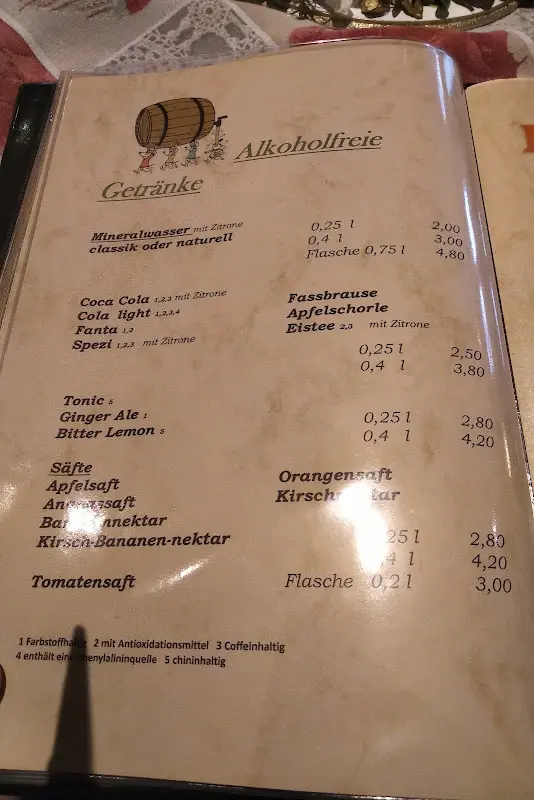 Alkoholfreie
Getränke
Mineralwasser mit Zitrone 0,25 l 2,00
classik oder naturell 0,4 l 3,00
Flasche 0,75 l 4,80
Coca Cola 1,2,3 mit Zitrone
Cola light 1,2,3,4
Fanta 1,2
Spezi 1,2,3 mit Zitrone
Fassbrause
Apfelschorle
Eistee 2,3 mit Zitrone
0,25 l 2,50
0,4 l 3,80
Tonic 5
Ginger Ale 1
Bitter Lemon 5
0,25 l 2,80
0,4 l 4,20
Säfte
Apfelsaft
Kirsch-Bananen-nektar
Orangensaft
25 l 2,80
,4 l 4,20
Tomatensaft Flasche 0,2 l 3,00
1 Farbstoffhaltig 2 mit Antioxidationsmittel 3 Coffeinhaltig
4 enthält 5 chininhaltig